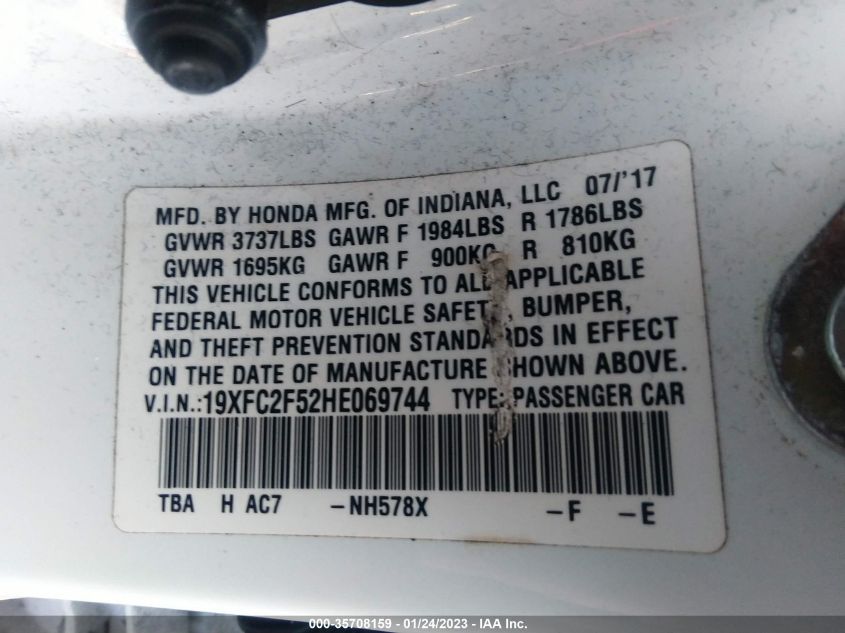 MFD. BY HONDA MFG. OF INDIANA, LLC 07/'17
GVWR 3737LBS GAWR F 1984LBS R 1786LBS
GVWR 1695KG GAWR F 900KG R 810KG
THIS VEHICLE CONFORMS TO ALL APPLICABLE
FEDERAL MOTOR VEHICLE SAFETY, BUMPER,
AND THEFT PREVENTION STANDARDS IN EFFECT
ON THE DATE OF MANUFACTURE SHOWN ABOVE.
V.I.N.:19XFC2F52HE069744 TYPE: PASSENGER CAR
TBA H AC7 -NH578X -F -E
000-35708159 - 01/24/2023 - IAA Inc.